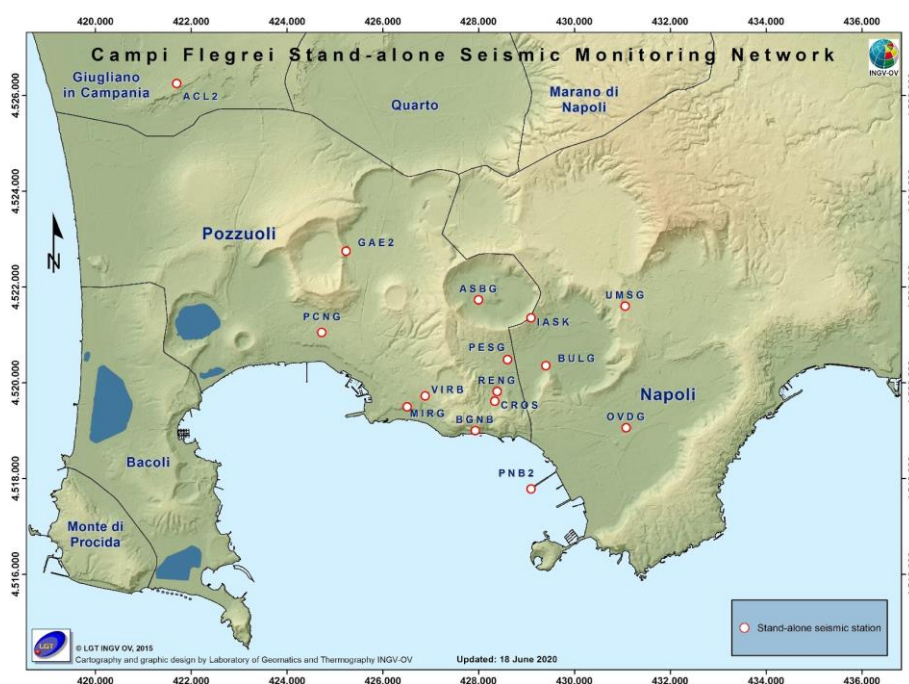 420.000 422.000 424.000 426.000 428.000 430.000 432.000 434.000 436.000
Campi Flegrei Stand-alone Seismic Monitoring Network
INGV-OV
Giugliano
in Campania
ACL2
4.520.000
Quarto
Marano di
Napoli
4.524.000
Pozzuoli
GAE2
N
4.522.000
ASBG
UMSG
PCNG
IASK
PESG
BULG
4.520.000
VIRB
RENG
Napoli
MIRG
CROS
BGNB
OVDG
Bacoli
4.518.000
PNB2
Monte di
Procida
4.516.000
Stand-alone seismic station
LGT
© LGT INGV OV, 2015
Cartography and graphic design by Laboratory of Geomatics and Thermography INGV-OV
Updated: 18 June 2020
420.000 422.000 424.000 426.000 428.000 430.000 432.000 434.000 436.000